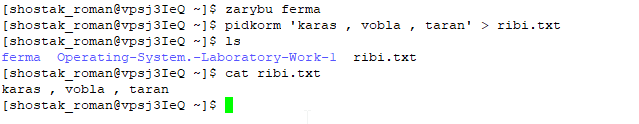 [shostak_roman@vpsj3IeQ ~]$ zarybu ferma
[shostak_roman@vpsj3IeQ ~]$ pidkorm 'karas , vobla , taran' > ribi.txt
[shostak_roman@vpsj3IeQ ~]$ ls
ferma  Operating-System.-Laboratory-Work-1  ribi.txt
[shostak_roman@vpsj3IeQ ~]$ cat ribi.txt
karas , vobla , taran
[shostak_roman@vpsj3IeQ ~]$